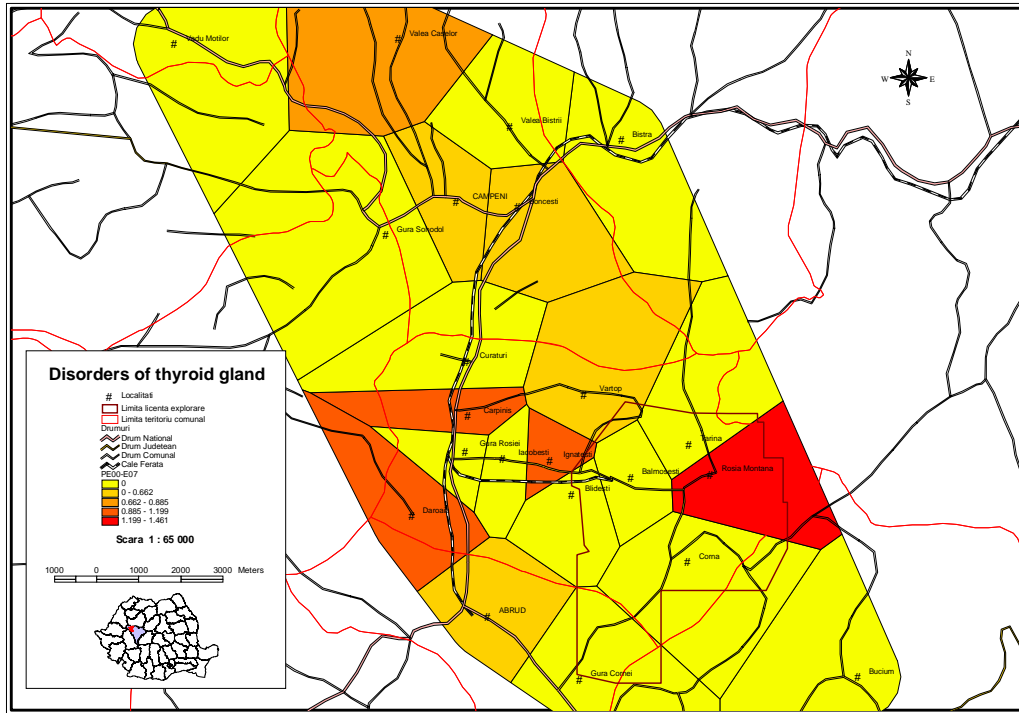 Vadu Motilor
Valea Caselor
N
W E
S
Valea Bistrii
Bistra
CAMPENI
Boncesti
Gura Sohodol
Curaturi
Vartop
Carpinis
Tarina
Gura Rosiei
Iacobesti
Ignatesti
Balmosesti
Rosia Montana
Blidesti
Daroaia
Corna
ABRUD
Gura Cornei
Bucium
Disorders of thyroid gland
# Localitati
Limita licenta explorare
Limita teritoriu comunal
Drumuri
Drum National
Drum Judetean
Drum Comunal
Cale Ferata
PE00-E07
0
0 - 0.662
0.662 - 0.885
0.885 - 1.199
1.199 - 1.461
Scara 1 : 65 000
1000 0 1000 2000 3000 Meters